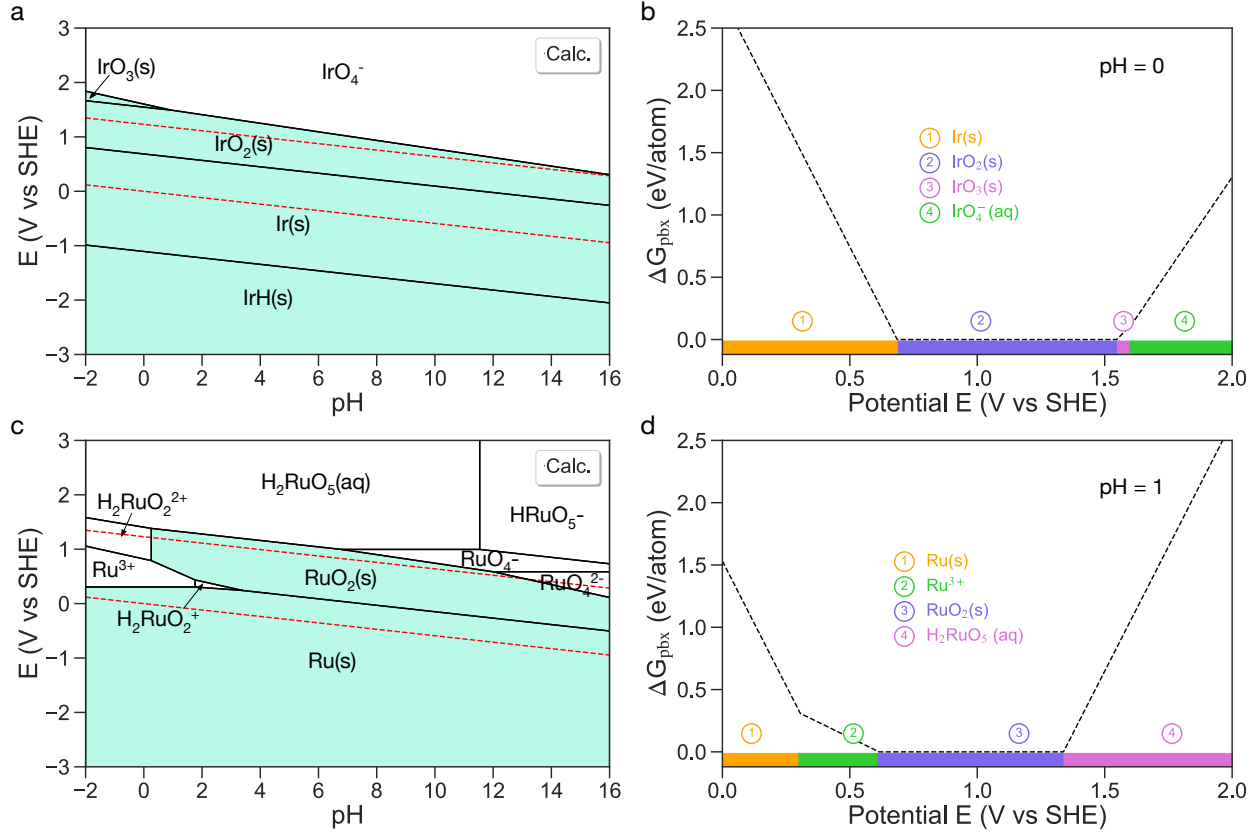 a
3
2
1
0
−1
−2
−3
E (V vs SHE)
−2 0 2 4 6 8 10 12 14 16
pH
Calc.
IrO₃(s)
IrO₄⁻
IrO₂(s)
Ir(s)
IrH(s)
b
2.5
2.0
1.5
1.0
0.5
0.0
ΔG_pbx (eV/atom)
pH = 0
① Ir(s)
② IrO₂(s)
③ IrO₃(s)
④ IrO₄⁻ (aq)
① ② ③ ④
0.0 0.5 1.0 1.5 2.0
Potential E (V vs SHE)
c
3
2
1
0
−1
−2
−3
E (V vs SHE)
−2 0 2 4 6 8 10 12 14 16
pH
Calc.
H₂RuO₅(aq)
H₂RuO₂²⁺
HRuO₅−
Ru³⁺
RuO₄-
RuO₂(s)
RuO₄²⁻
H₂RuO₂⁺
Ru(s)
d
2.5
2.0
1.5
1.0
0.5
0.0
ΔG_pbx (eV/atom)
pH = 1
① Ru(s)
② Ru³⁺
③ RuO₂(s)
④ H₂RuO₅ (aq)
① ② ③ ④
0.0 0.5 1.0 1.5 2.0
Potential E (V vs SHE)